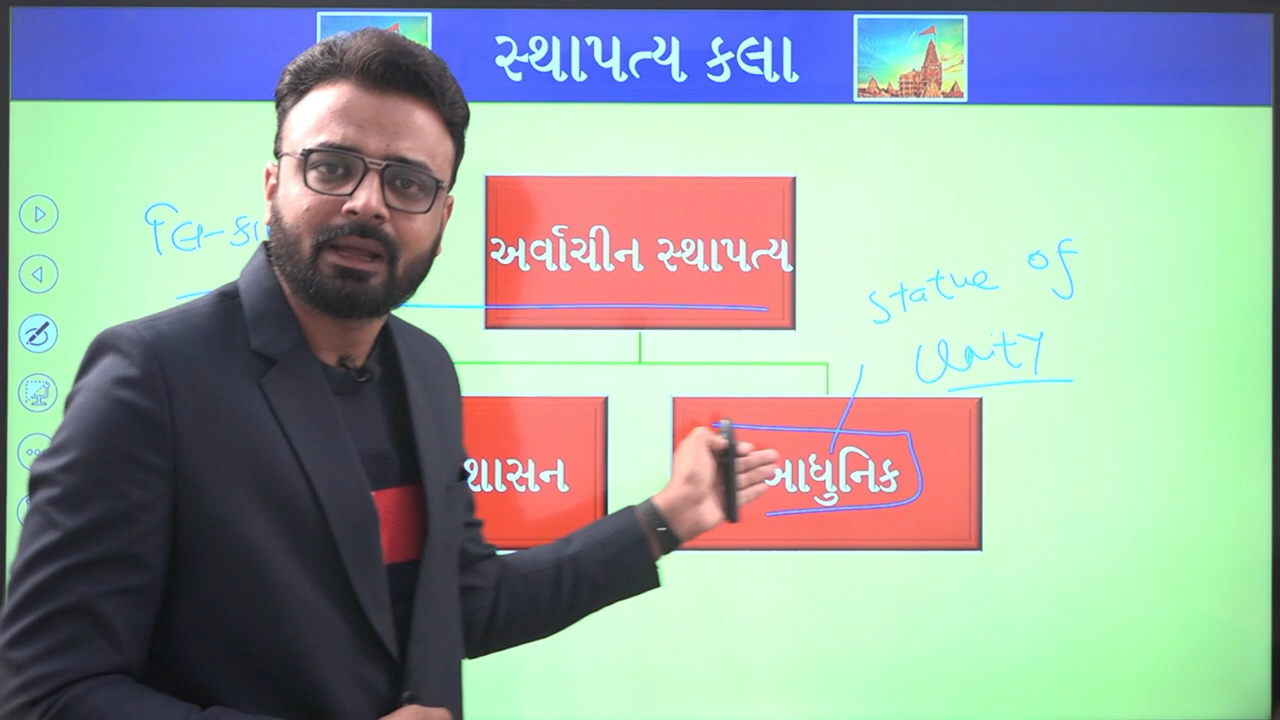 સ્થાપત્ય કલા
અર્વાચીન સ્થાપત્ય
Statue of
Unity
શાસન
આધુનિક